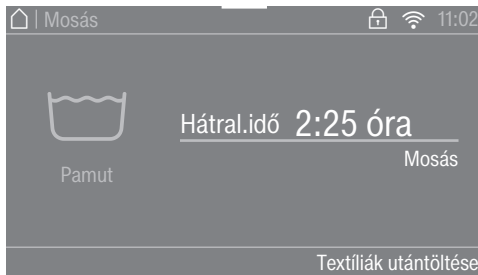 | Mosás 11:02
Hátral.idő 2:25 óra
Mosás
Pamut
Textíliák utántöltése